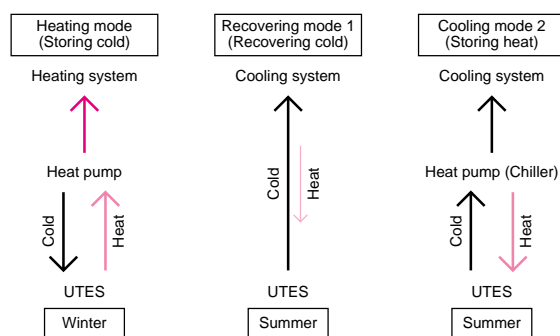 Heating mode
(Storing cold)
Heating system
Heat pump
Cold
Heat
UTES
Winter
Recovering mode 1
(Recovering cold)
Cooling system
Cold
Heat
UTES
Summer
Cooling mode 2
(Storing heat)
Cooling system
Heat pump (Chiller)
Cold
Heat
UTES
Summer